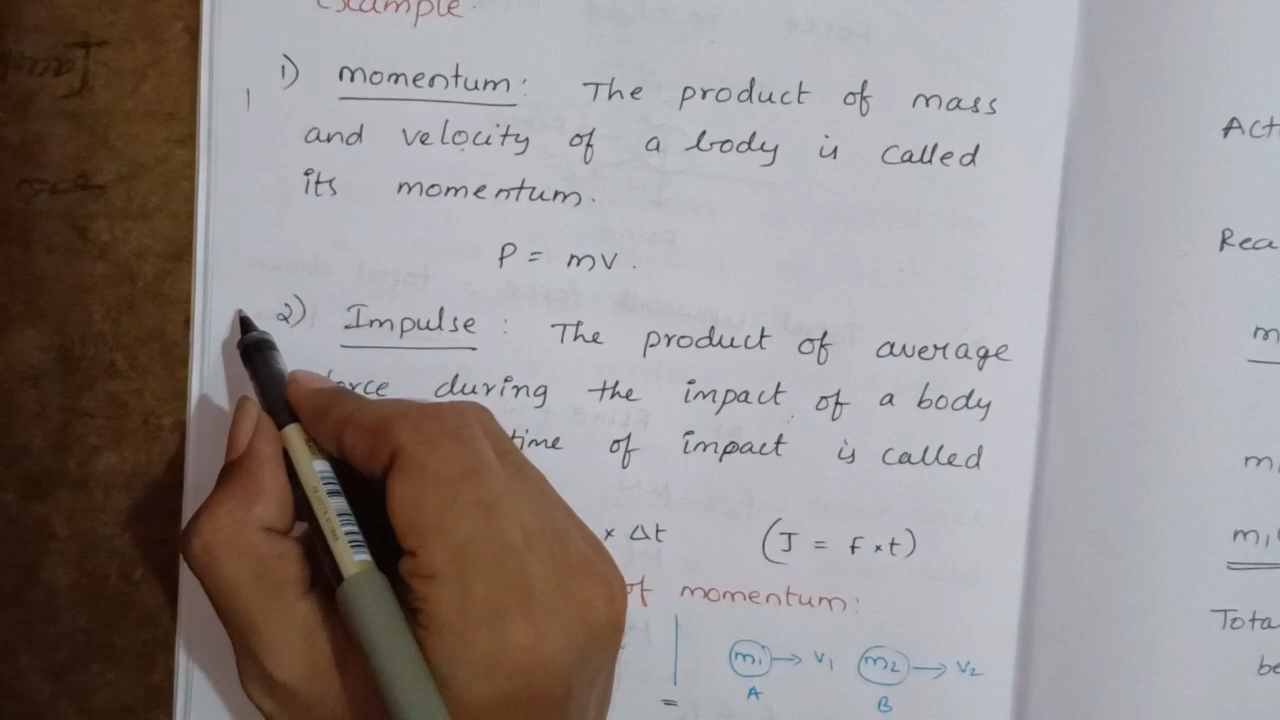 Example.
1) momentum: The product of mass
and velocity of a body is called
its momentum.
P = mv.
2) Impulse: The product of average
force during the impact of a body
time of impact is called
x Δt (J = F x t)
of momentum:
m1 → v1 m2 → v2
A B
=
Act
Rea
m
m
m1
Tota
be